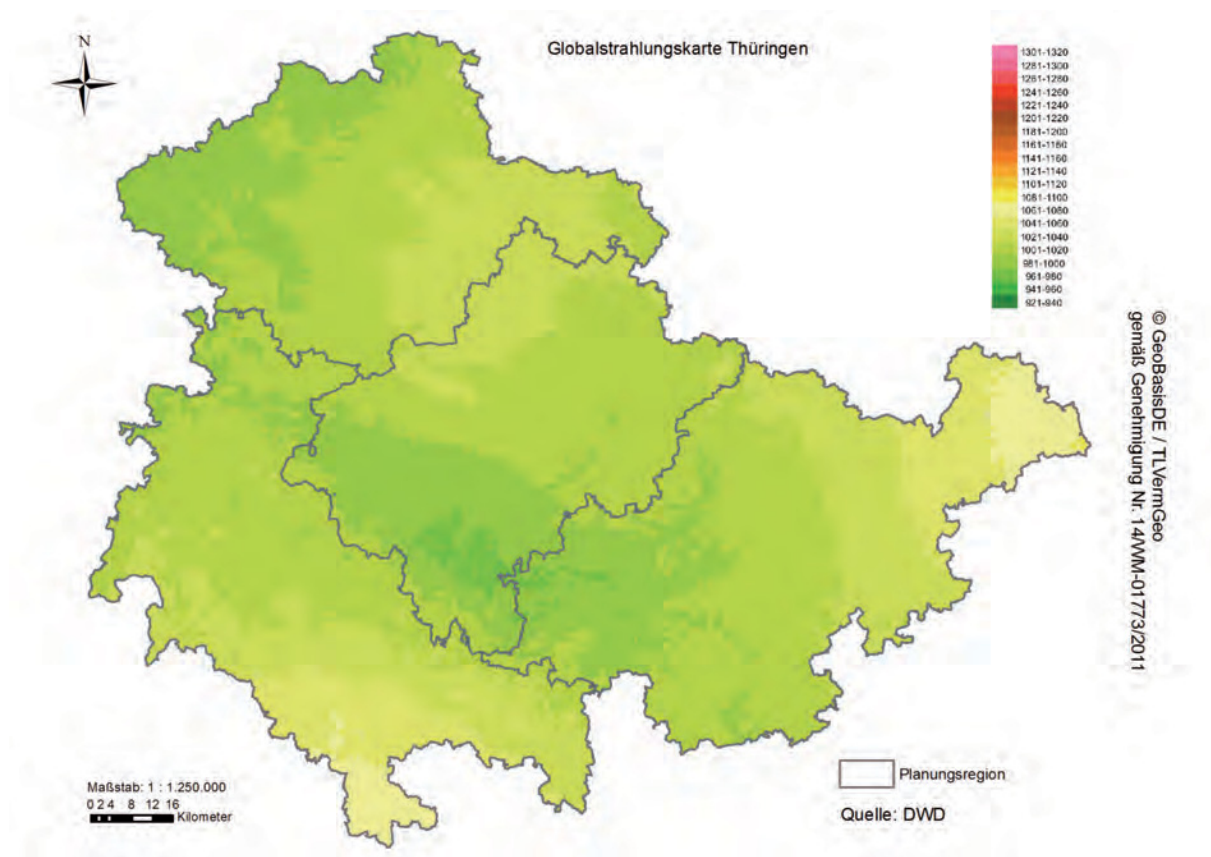 N
Globalstrahlungskarte Thüringen
1301-1320
1281-1300
1261-1280
1241-1260
1221-1240
1201-1220
1181-1200
1161-1180
1141-1160
1121-1140
1101-1120
1081-1100
1061-1080
1041-1060
1021-1040
1001-1020
981-1000
961-980
941-960
921-940
© GeoBasisDE / TLVermGeo
gemäß Genehmigung Nr. 14/WM-01773/2011
Maßstab: 1 : 1.250.000
0 2 4 8 12 16
Kilometer
Planungsregion
Quelle: DWD